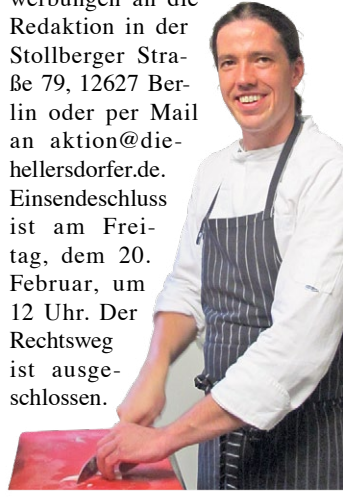 werbungen an die
Redaktion in der
Stollberger Stra-
ße 79, 12627 Ber-
lin oder per Mail
an aktion@die-
hellersdorfer.de.
Einsendeschluss
ist am Frei-
tag, dem 20.
Februar, um
12 Uhr. Der
Rechtsweg
ist ausge-
schlossen.